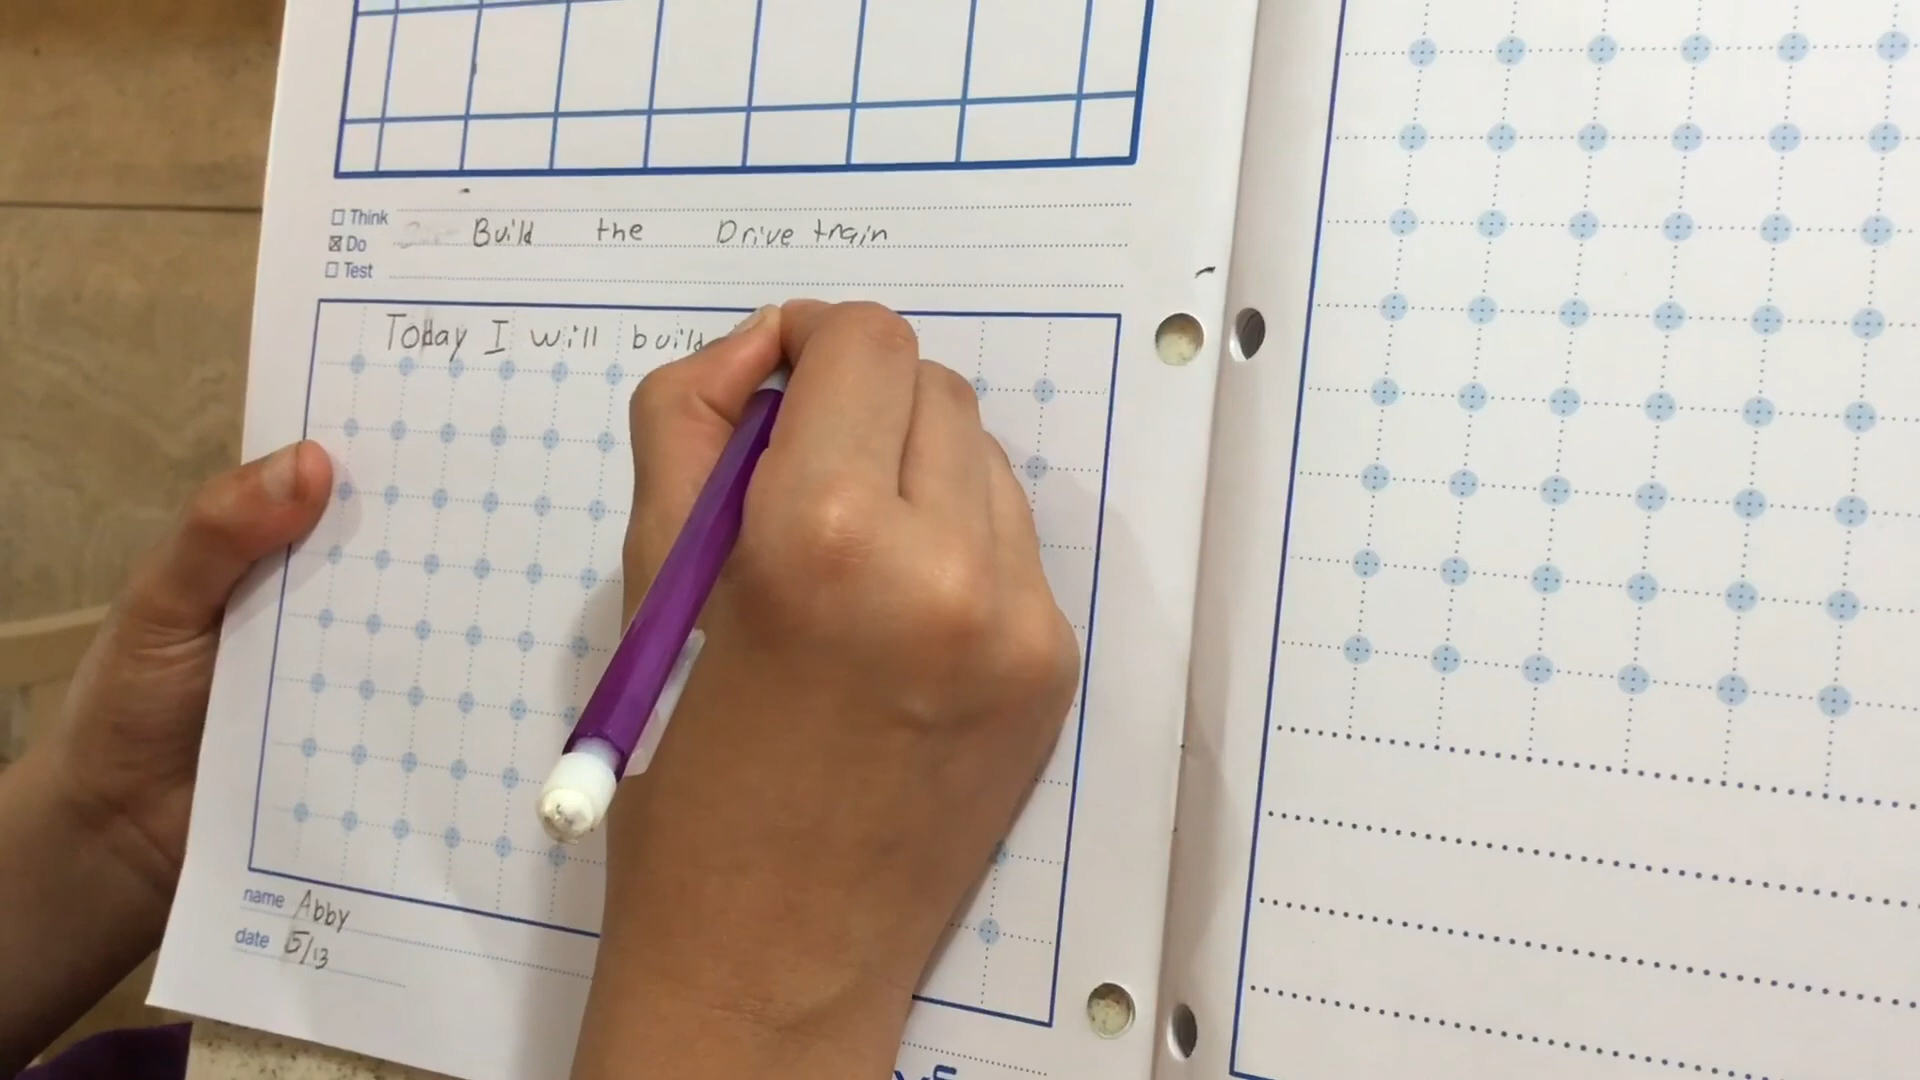 Think
Do Build the Drive train
Test
Today I will build
name Abby
date 5/13